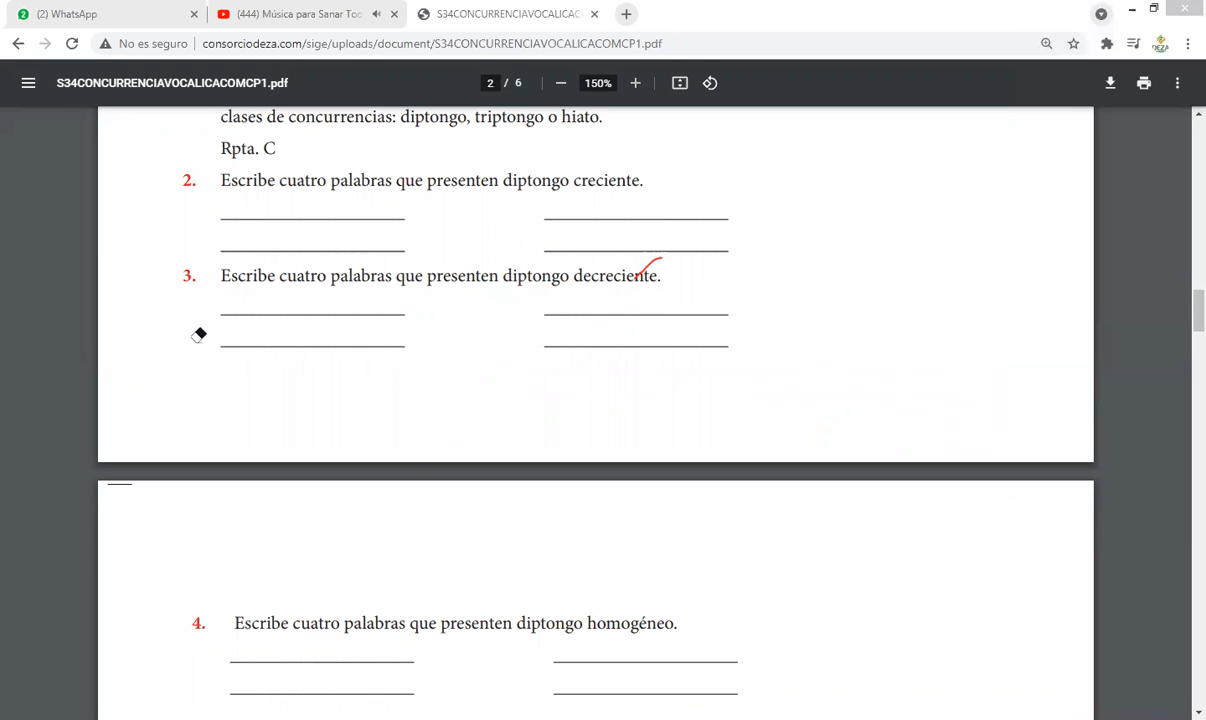 (2) WhatsApp
(444) Música para Sanar Toc
S34CONCURRENCIAVOCALICAC
No es seguro
consorciodeza.com/sige/uploads/document/S34CONCURRENCIAVOCALICACOMCP1.pdf
S34CONCURRENCIAVOCALICACOMCP1.pdf
2 / 6
150%
clases de concurrencias: diptongo, triptongo o hiato.
Rpta. C
2. Escribe cuatro palabras que presenten diptongo creciente.
3. Escribe cuatro palabras que presenten diptongo decreciente.
4. Escribe cuatro palabras que presenten diptongo homogéneo.